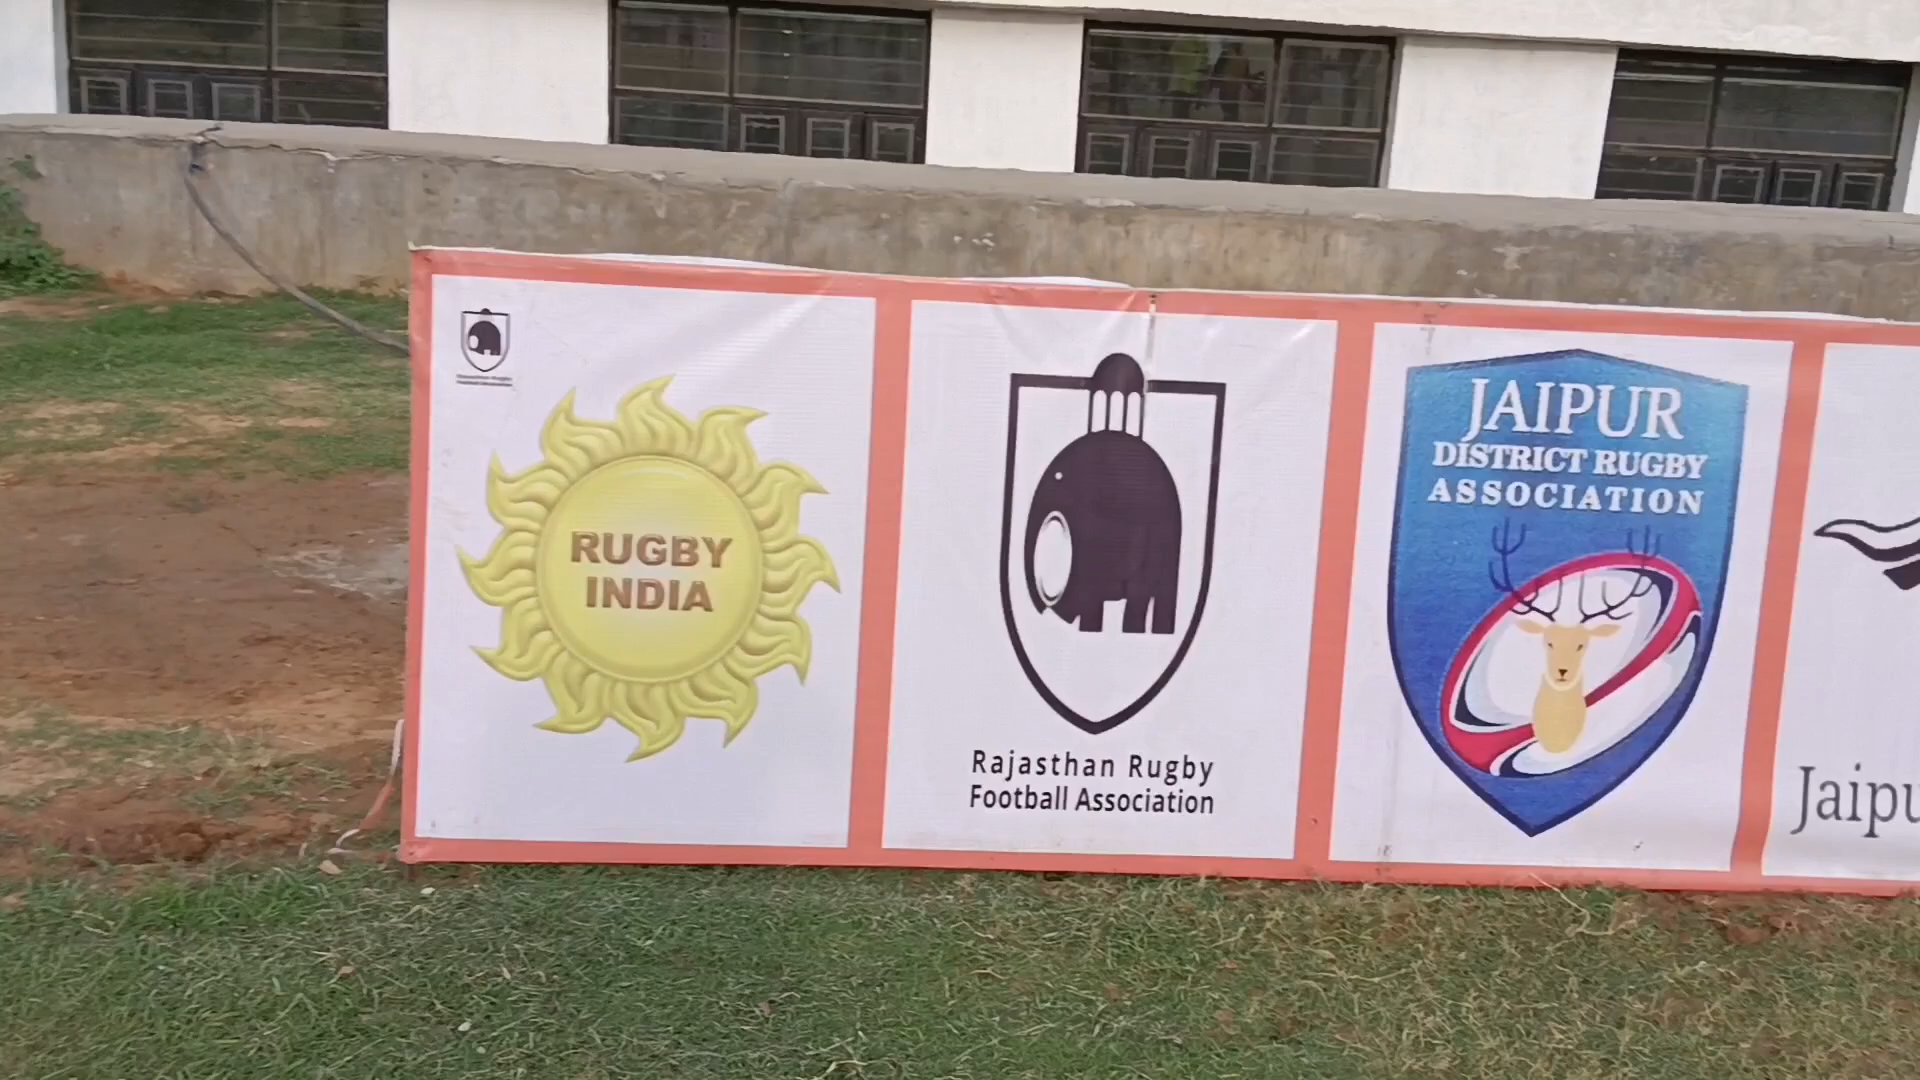 RUGBY
INDIA
Rajasthan Rugby
Football Association
JAIPUR
DISTRICT RUGBY
ASSOCIATION
Jaipu